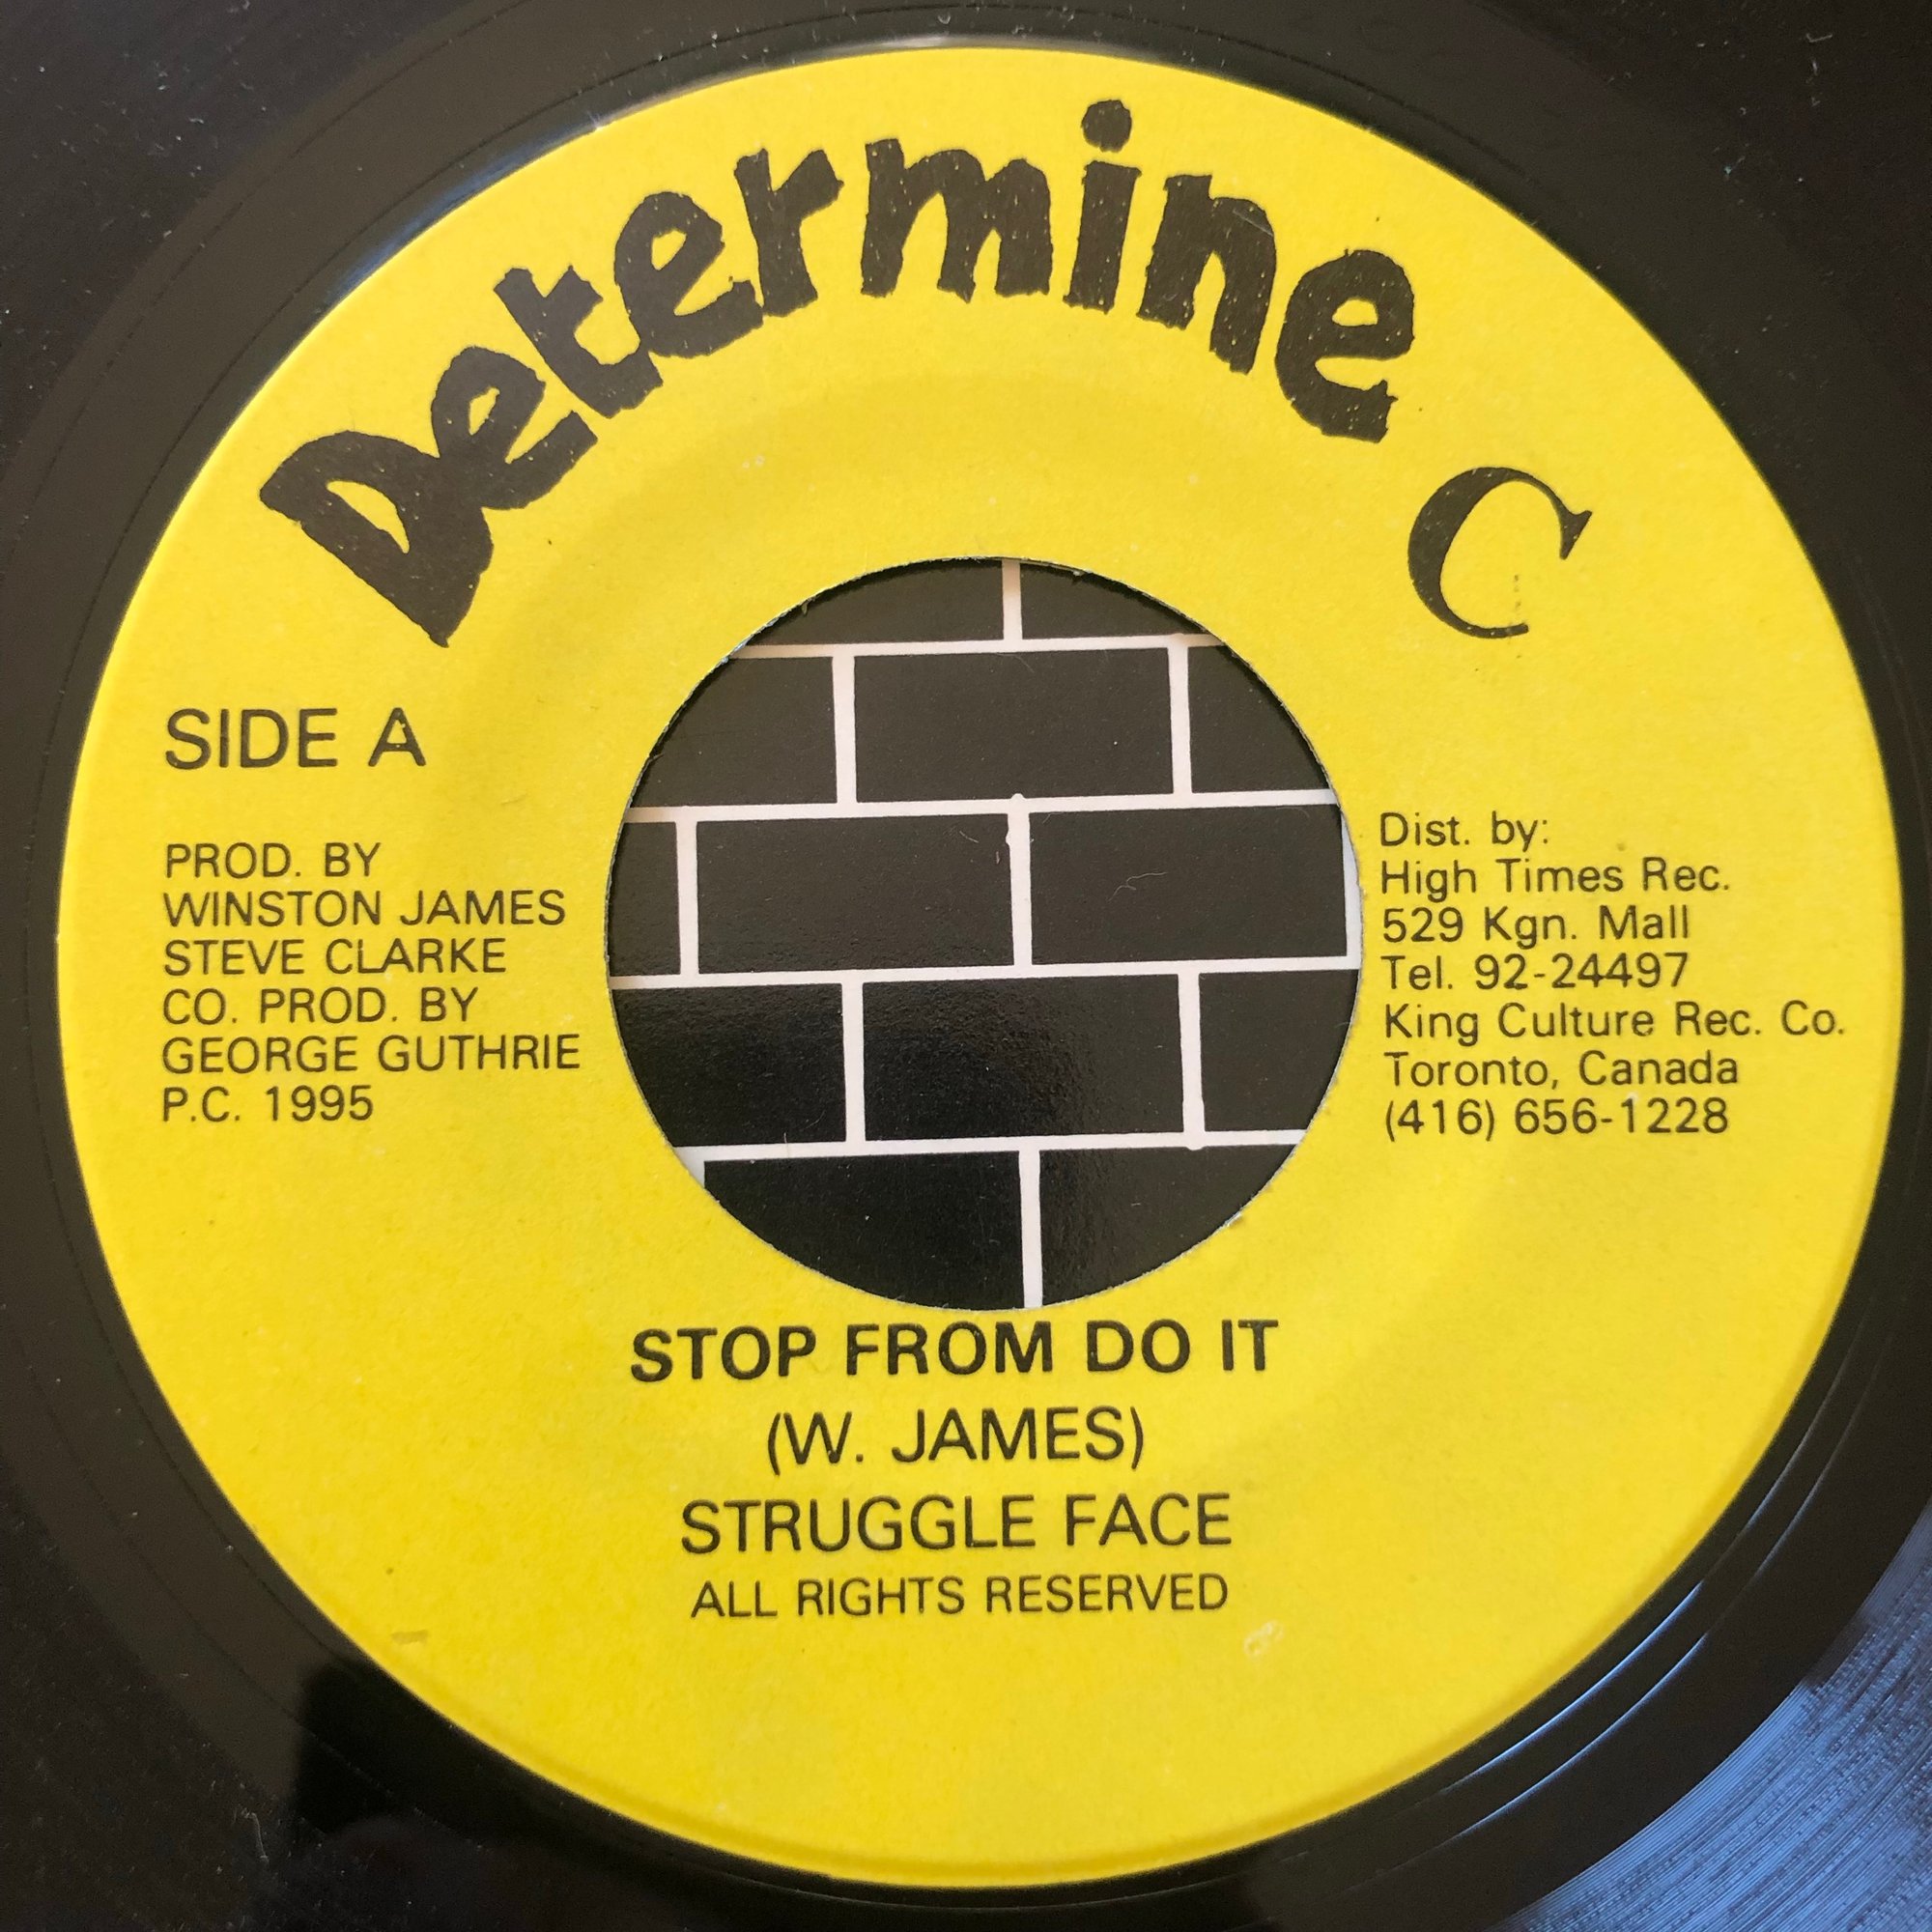 Determine C
SIDE A
PROD. BY
WINSTON JAMES
STEVE CLARKE
CO. PROD. BY
GEORGE GUTHRIE
P.C. 1995
Dist. by:
High Times Rec.
529 Kgn. Mall
Tel. 92-24497
King Culture Rec. Co.
Toronto, Canada
(416) 656-1228
STOP FROM DO IT
(W. JAMES)
STRUGGLE FACE
ALL RIGHTS RESERVED